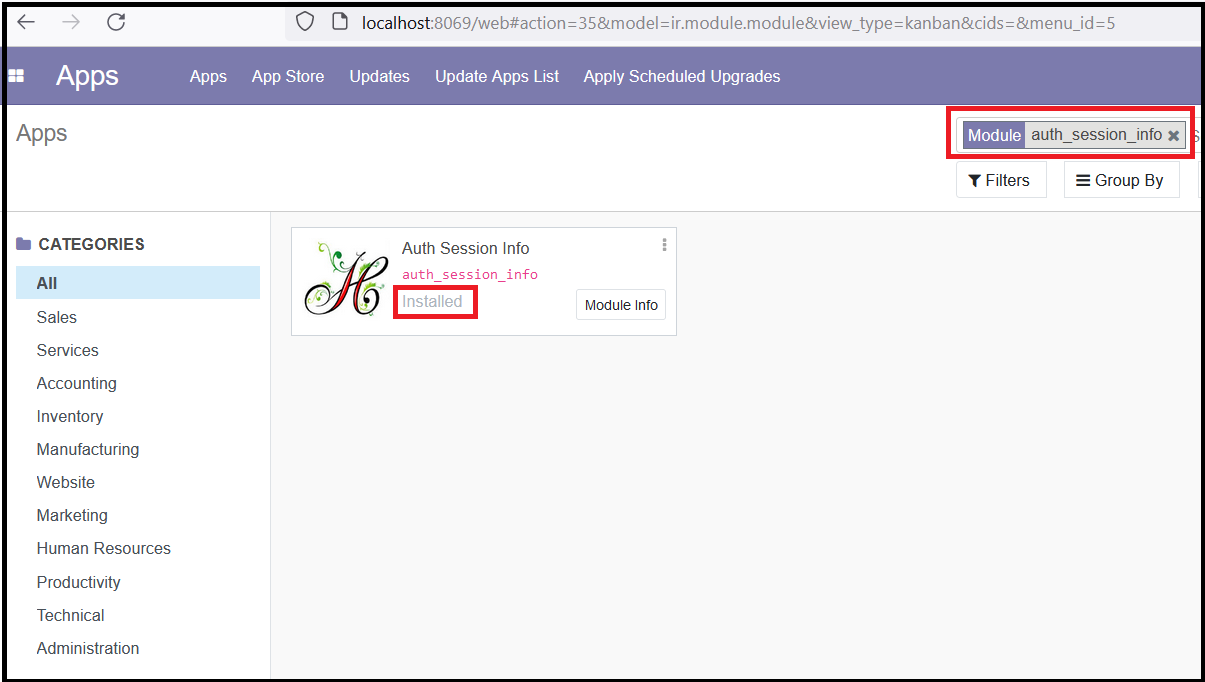 localhost:8069/web#action=35&model=ir.module.module&view_type=kanban&cids=&menu_id=5
Apps Apps App Store Updates Update Apps List Apply Scheduled Upgrades
Apps
Module auth_session_info ×
Filters Group By
CATEGORIES
All
Sales
Services
Accounting
Inventory
Manufacturing
Website
Marketing
Human Resources
Productivity
Technical
Administration
Auth Session Info
auth_session_info
Installed
Module Info